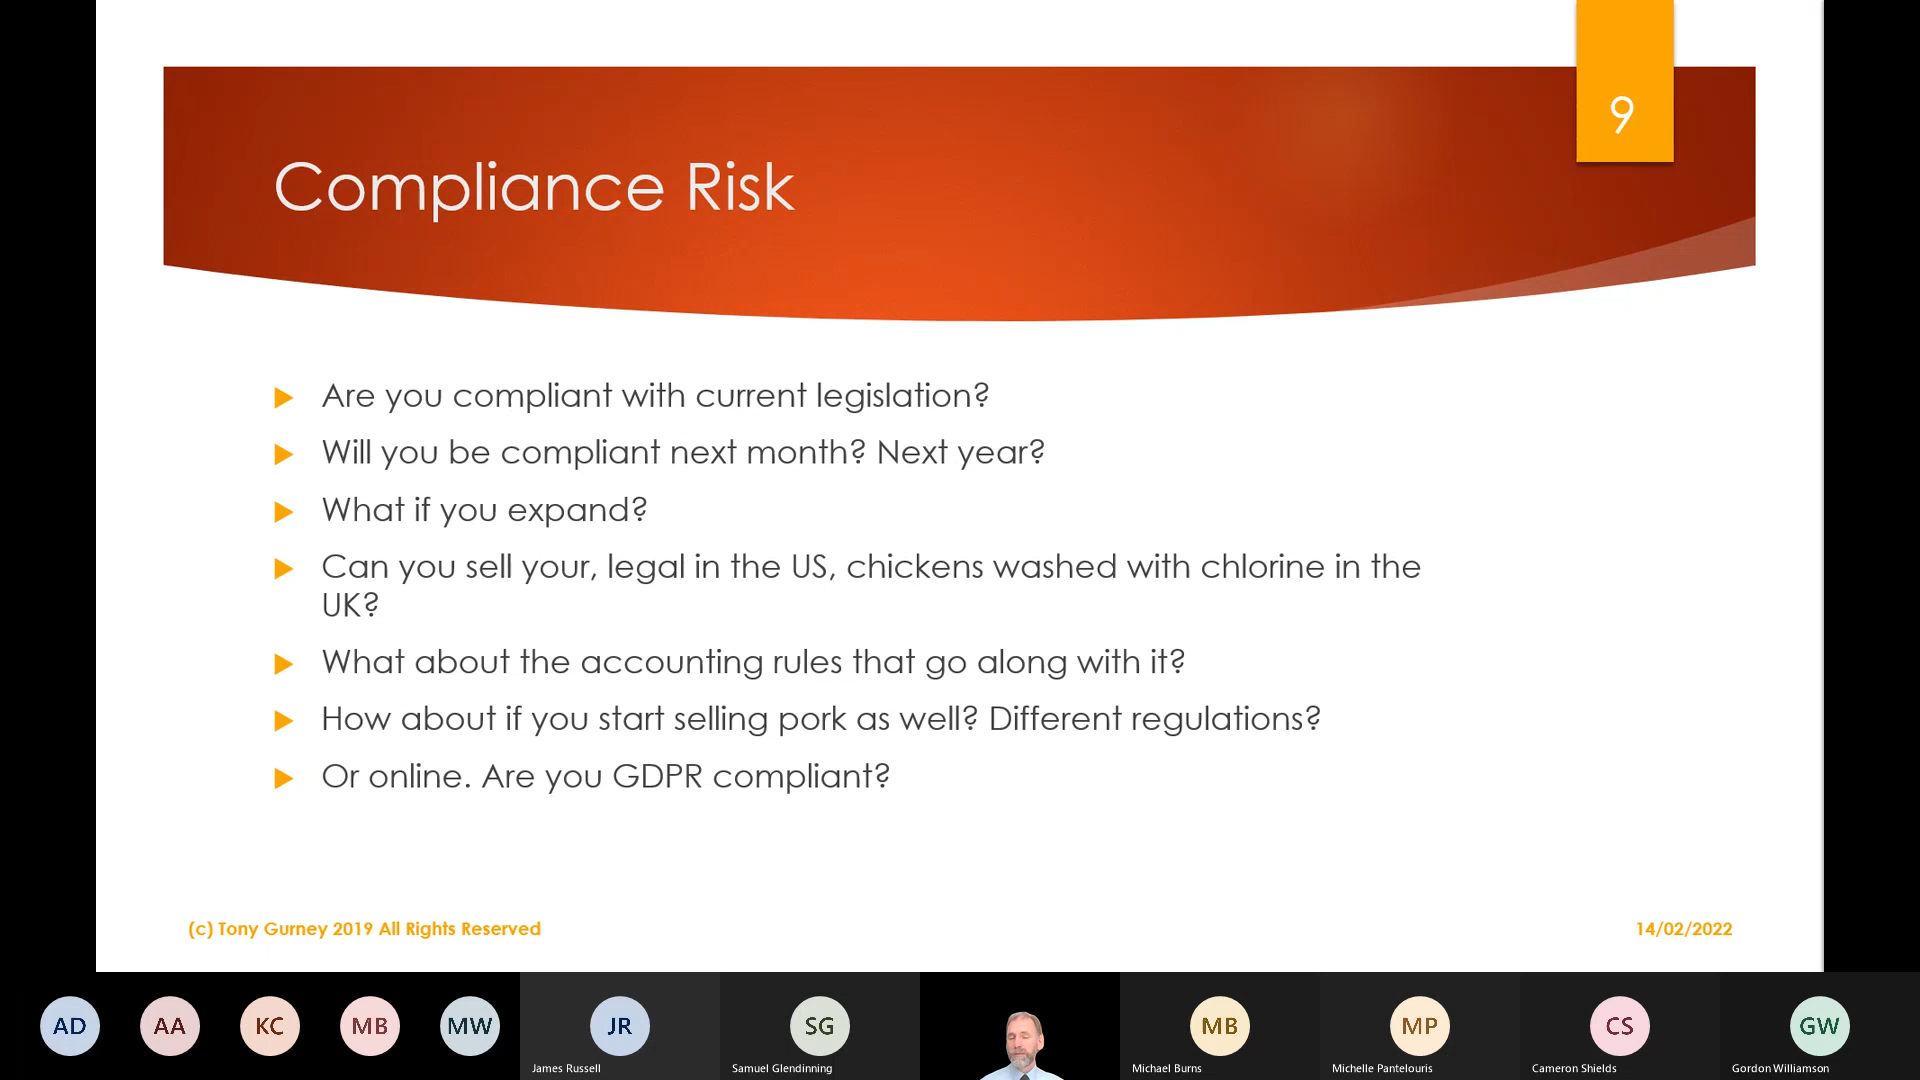 9
Compliance Risk
Are you compliant with current legislation?
Will you be compliant next month? Next year?
What if you expand?
Can you sell your, legal in the US, chickens washed with chlorine in the
UK?
What about the accounting rules that go along with it?
How about if you start selling pork as well? Different regulations?
Or online. Are you GDPR compliant?
(c) Tony Gurney 2019 All Rights Reserved
14/02/2022
AD
AA
KC
MB
MW
JR
SG
MB
MP
CS
GW
James Russell
Samuel Glendinning
Michael Burns
Michelle Pantelouris
Cameron Shields
Gordon Williamson